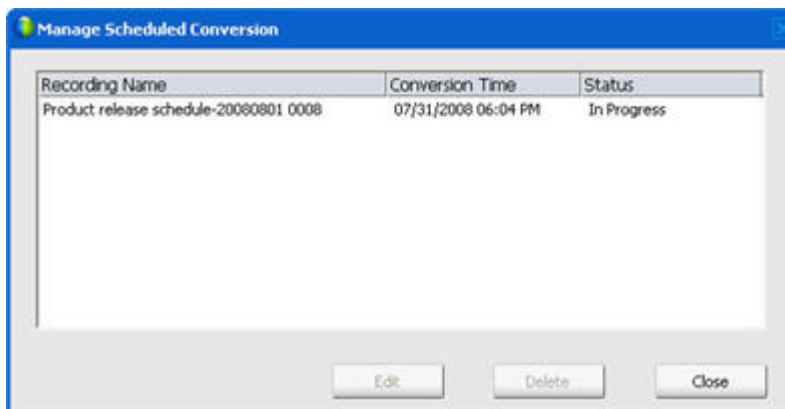 Manage Scheduled Conversion
Recording Name Conversion Time Status
Product release schedule-20080801 0008 07/31/2008 06:04 PM In Progress
Edit Delete Close